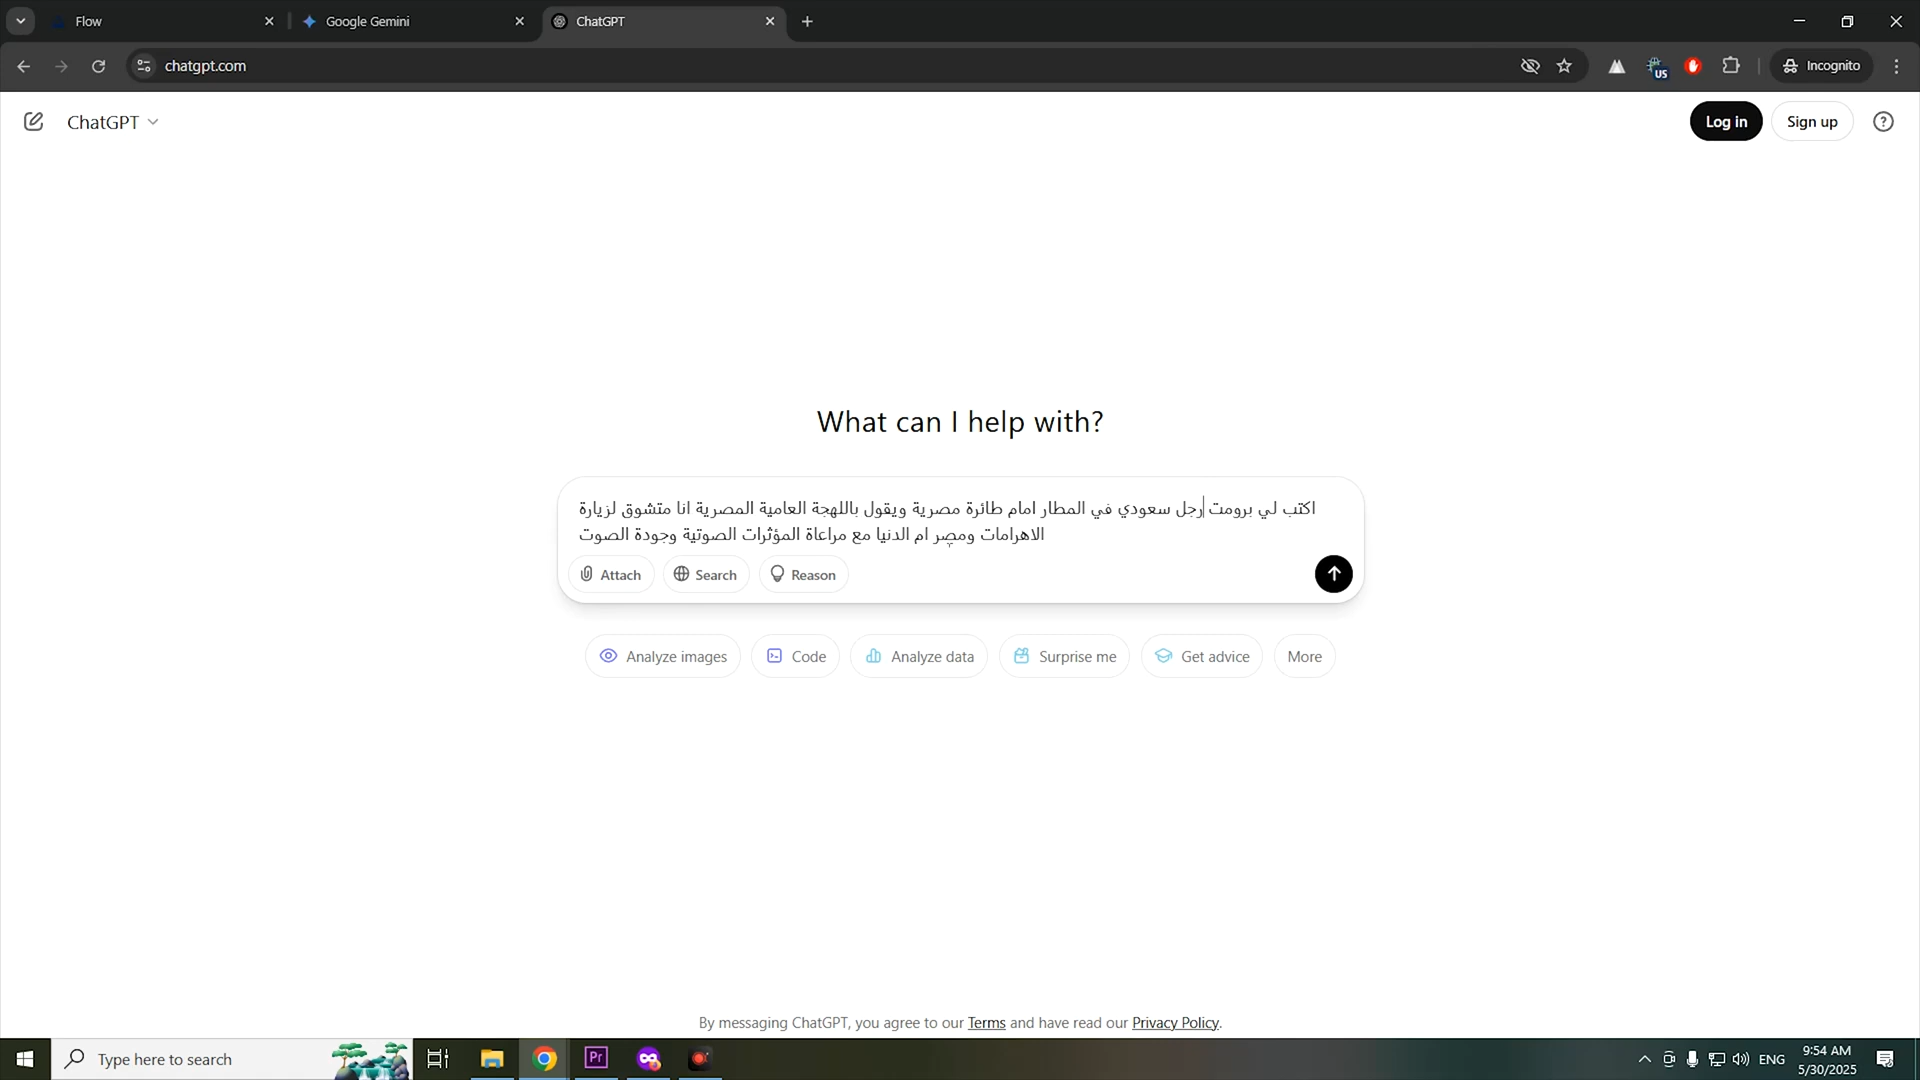 Flow
Google Gemini
ChatGPT
chatgpt.com
US
Incognito
ChatGPT
Log in
Sign up
What can I help with?
اكتب لي برومت رجل سعودي في المطار امام طائرة مصرية ويقول باللهجة العامية المصرية انا متشوق لزيارة
الاهرامات ومصر ام الدنيا مع مراعاة المؤثرات الصوتية وجودة الصوت
Attach
Search
Reason
Analyze images
Code
Analyze data
Surprise me
Get advice
More
By messaging ChatGPT, you agree to our Terms and have read our Privacy Policy.
Type here to search
Pr
ENG
9:54 AM
5/30/2025